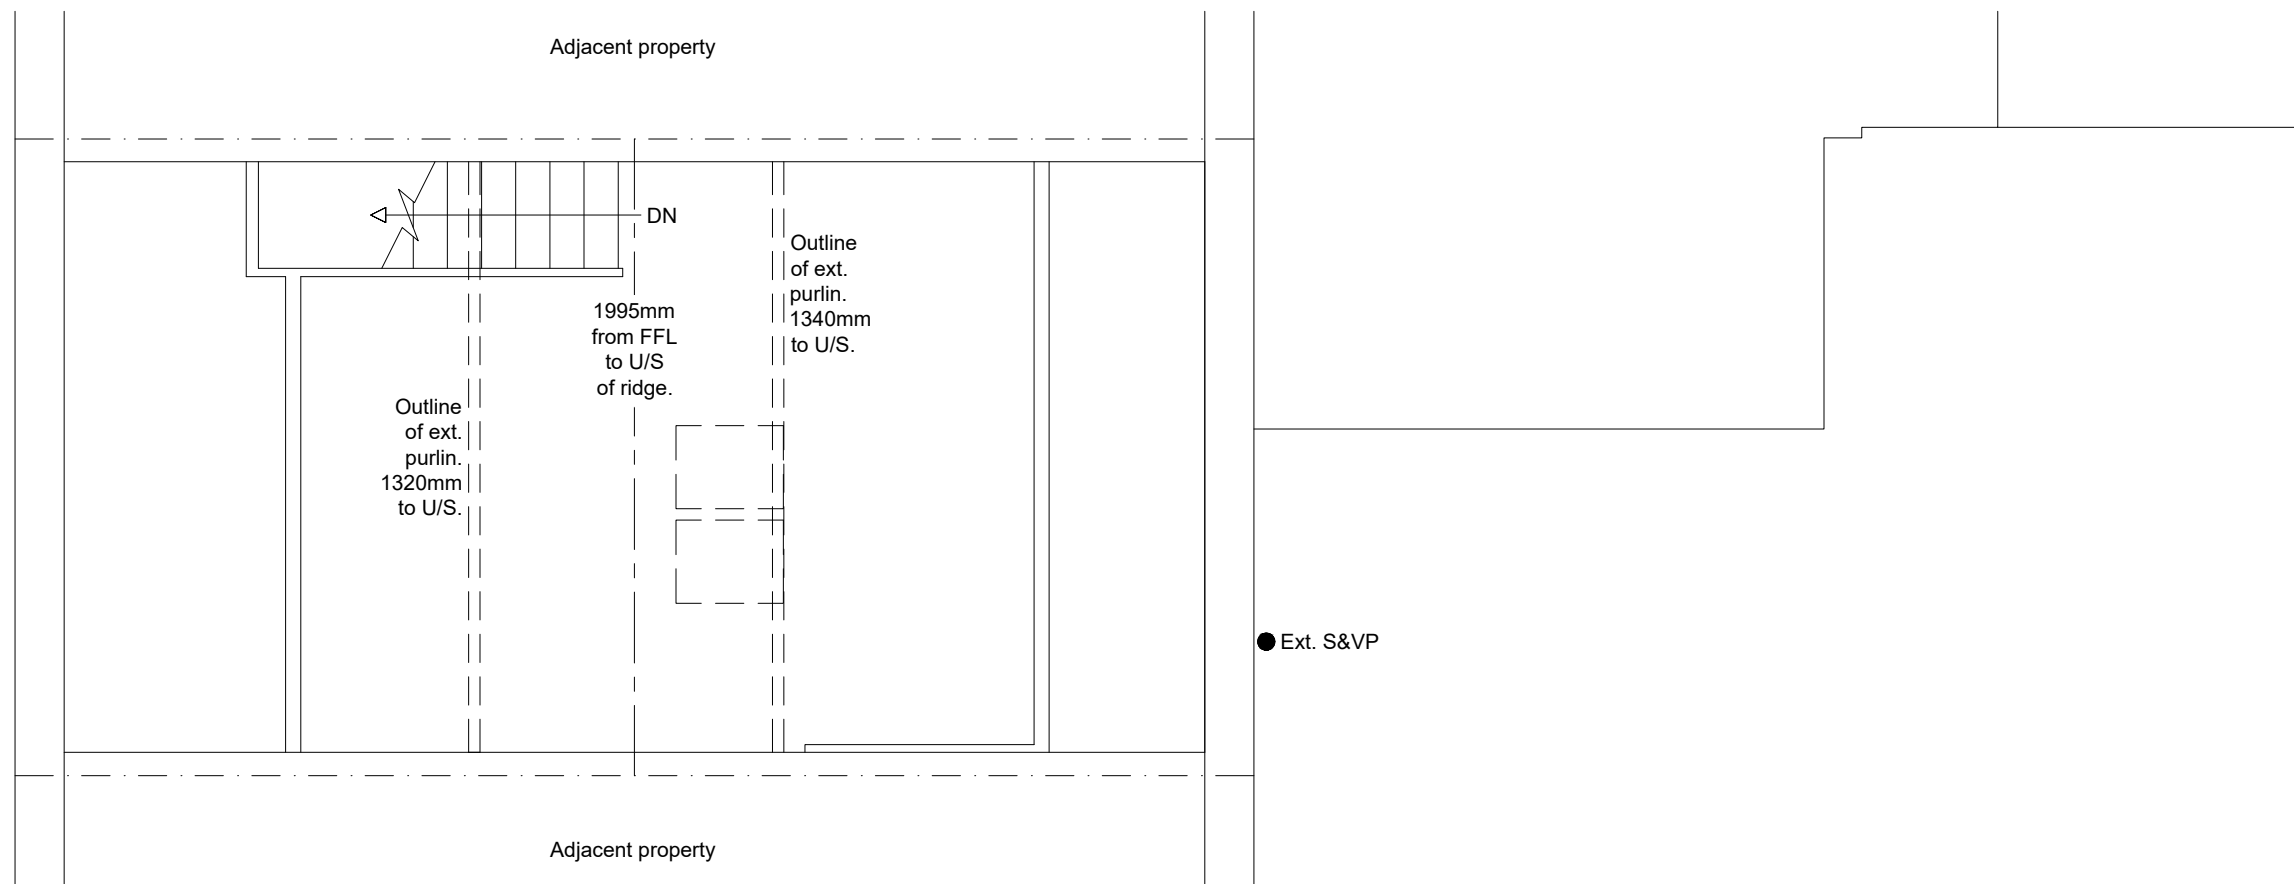 Adjacent property
DN
Outline
of ext.
purlin.
1340mm
to U/S.
1995mm
from FFL
to U/S
of ridge.
Outline
of ext.
purlin.
1320mm
to U/S.
Ext. S&VP
Adjacent property